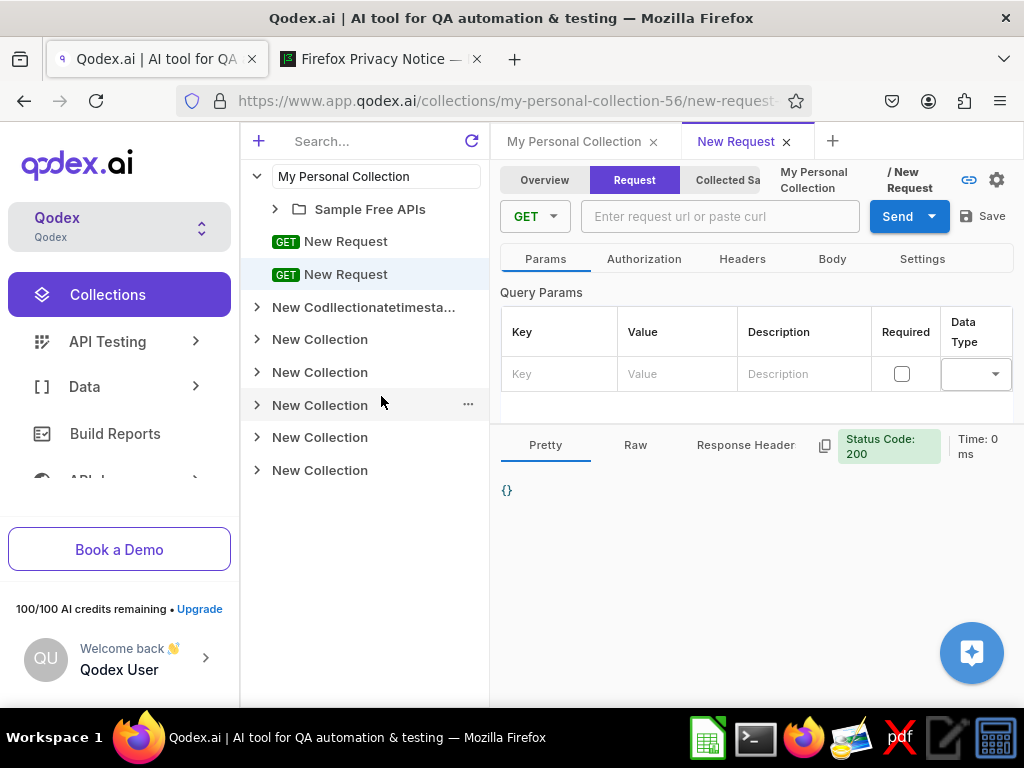 Qodex.ai | AI tool for QA automation & testing — Mozilla Firefox
Qodex.ai | AI tool for QA
Firefox Privacy Notice —
https://www.app.qodex.ai/collections/my-personal-collection-56/new-request-
qodex.ai
Qodex
Qodex
Collections
API Testing
Data
Build Reports
Book a Demo
100/100 AI credits remaining • Upgrade
QU
Welcome back 👋
Qodex User
Search...
My Personal Collection
Sample Free APIs
GET New Request
GET New Request
New Codllectionatetimesta...
New Collection
New Collection
New Collection
New Collection
New Collection
My Personal Collection
New Request
Overview
Request
Collected Sa
My Personal Collection
/ New Request
GET
Enter request url or paste curl
Send
Save
Params
Authorization
Headers
Body
Settings
Query Params
Key
Value
Description
Required
Data Type
Key
Value
Description
Pretty
Raw
Response Header
Status Code: 200
Time: 0 ms
{}
Workspace 1
Qodex.ai | AI tool for QA automation & testing — Mozilla Firefox
pdf